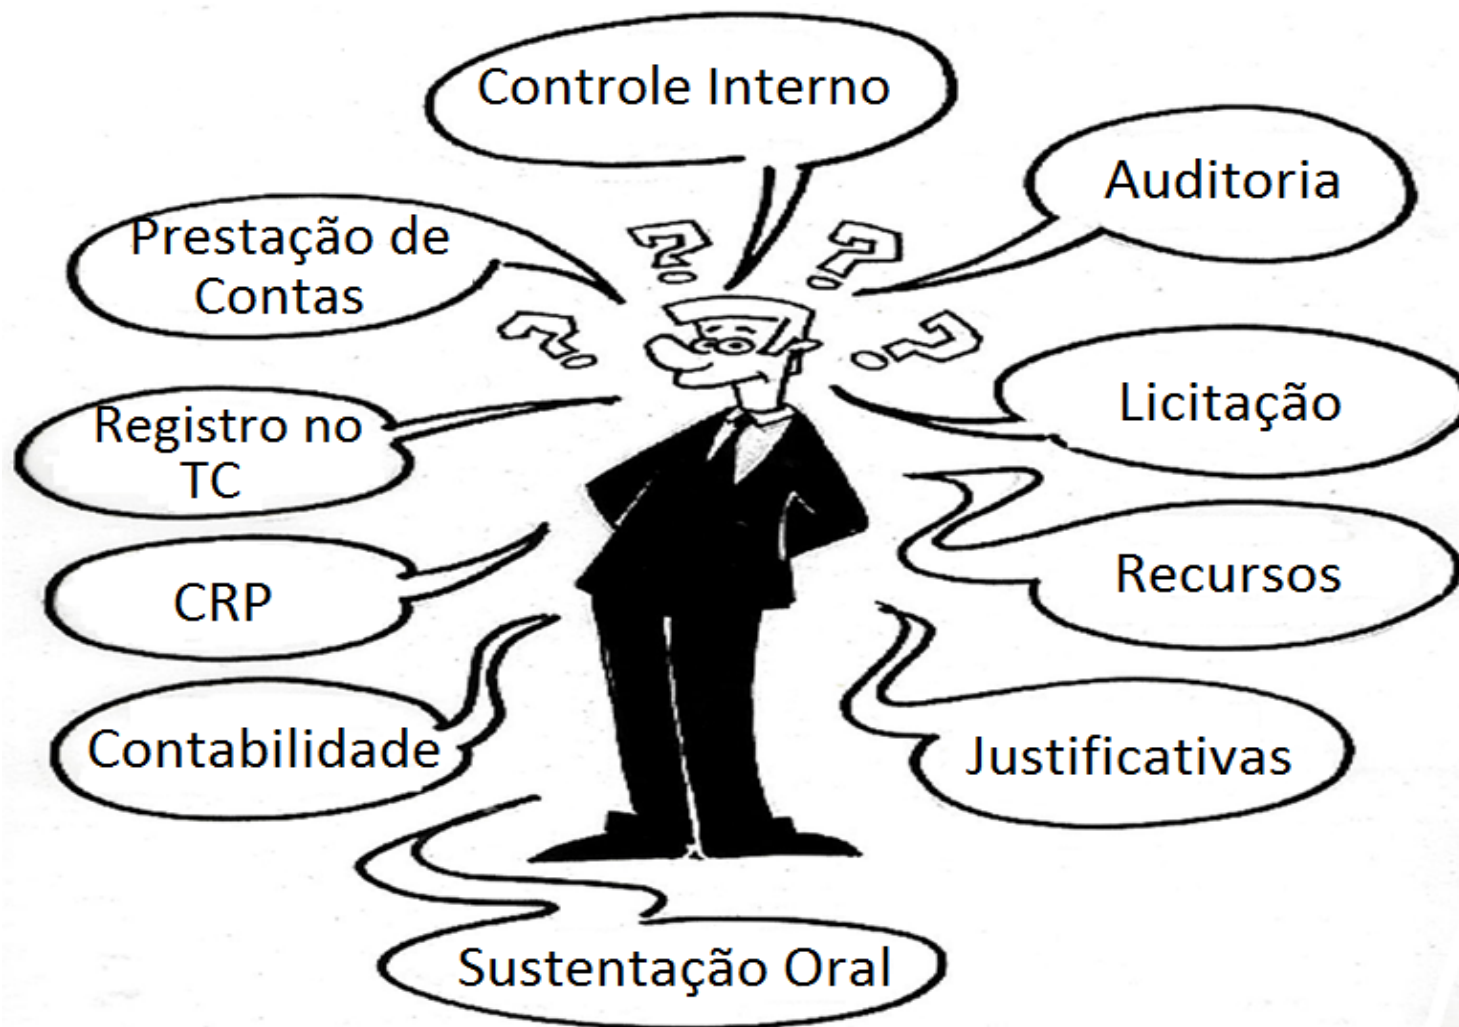 Controle Interno
Auditoria
Prestação de
Contas
Licitação
Registro no
TC
Recursos
CRP
Contabilidade
Justificativas
Sustentação Oral
? ? ? ?